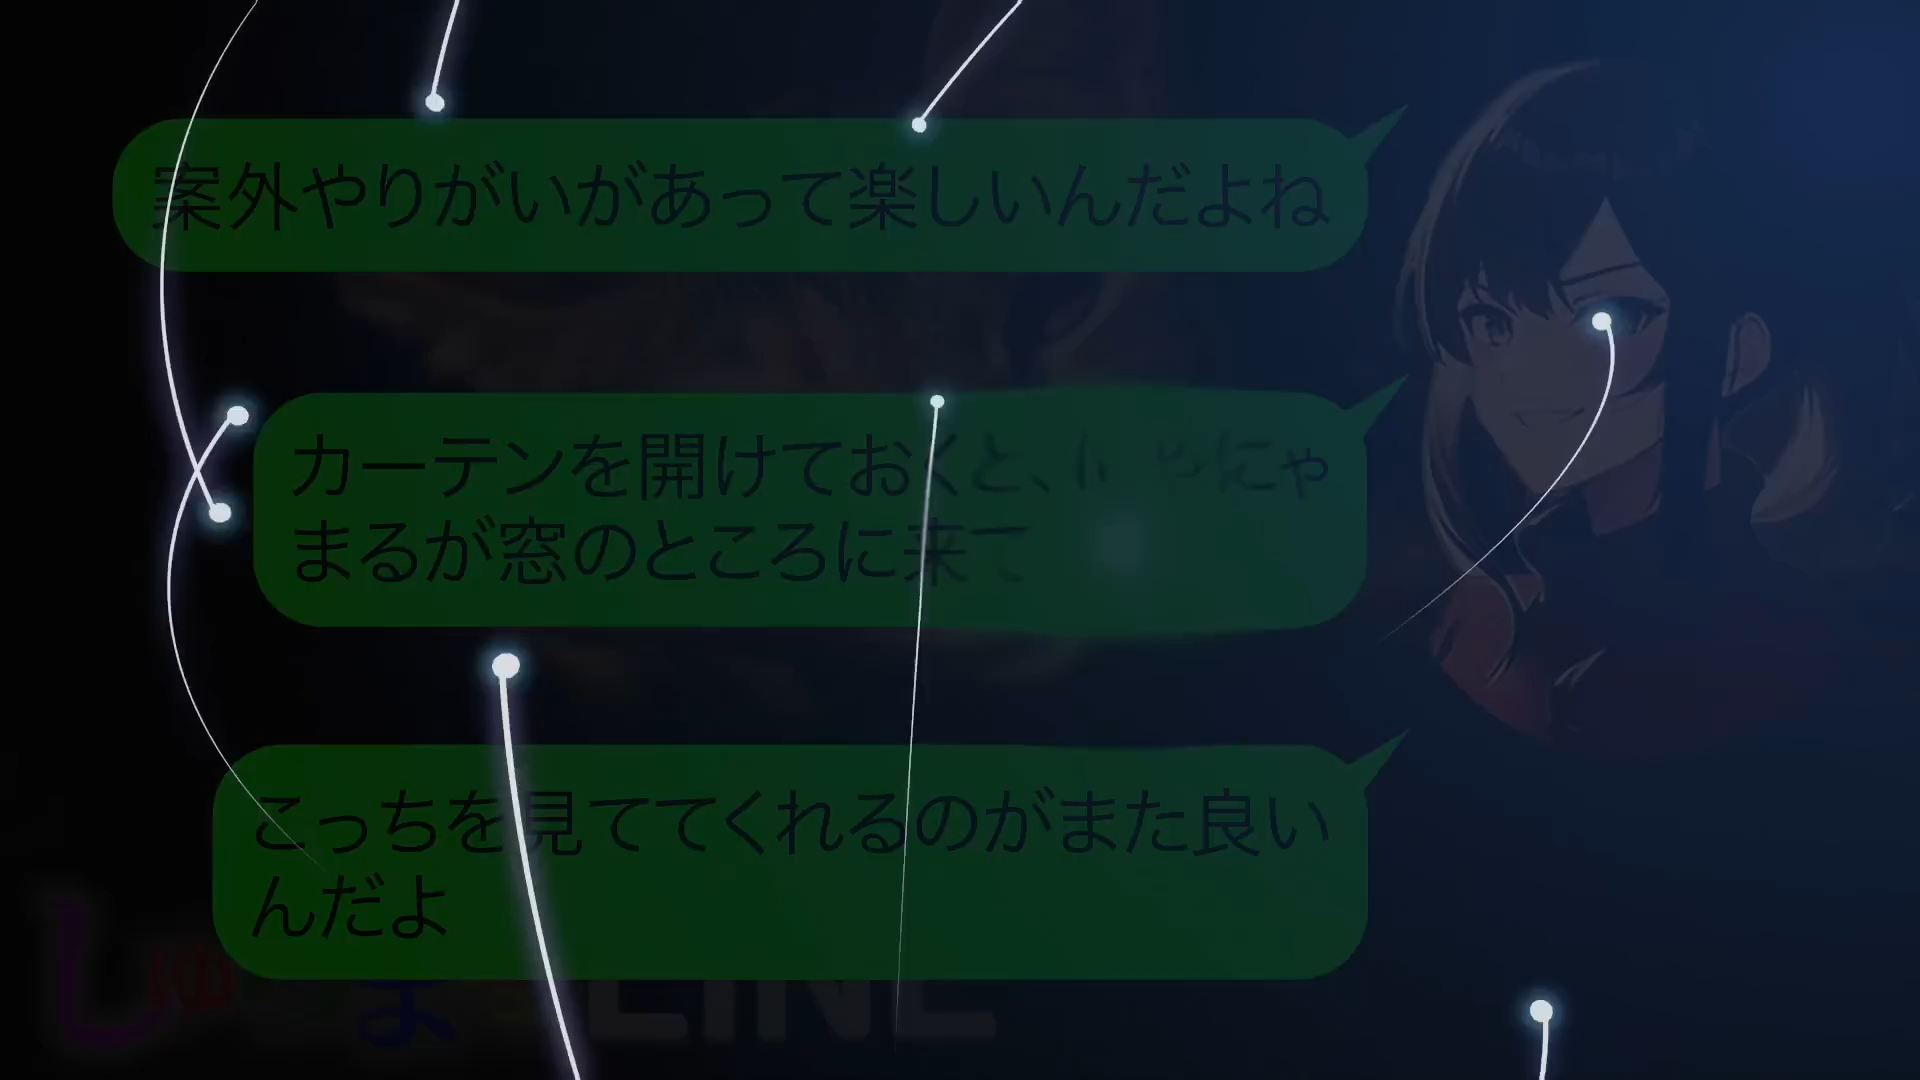 案外やりがいがあって楽しいんだよね
カーテンを開けておくと、 にゃ
まるが窓のところに来て
こっちを見ててくれるのがまた良い
んだよ
LINE